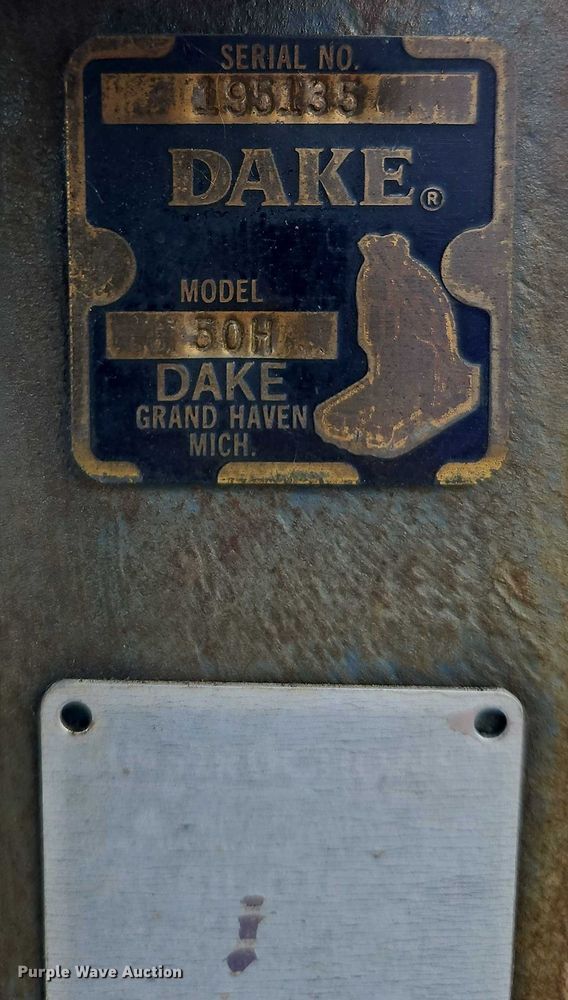 SERIAL NO.
195135
DAKE®
MODEL
50H
DAKE
GRAND HAVEN
MICH.
Purple Wave Auction